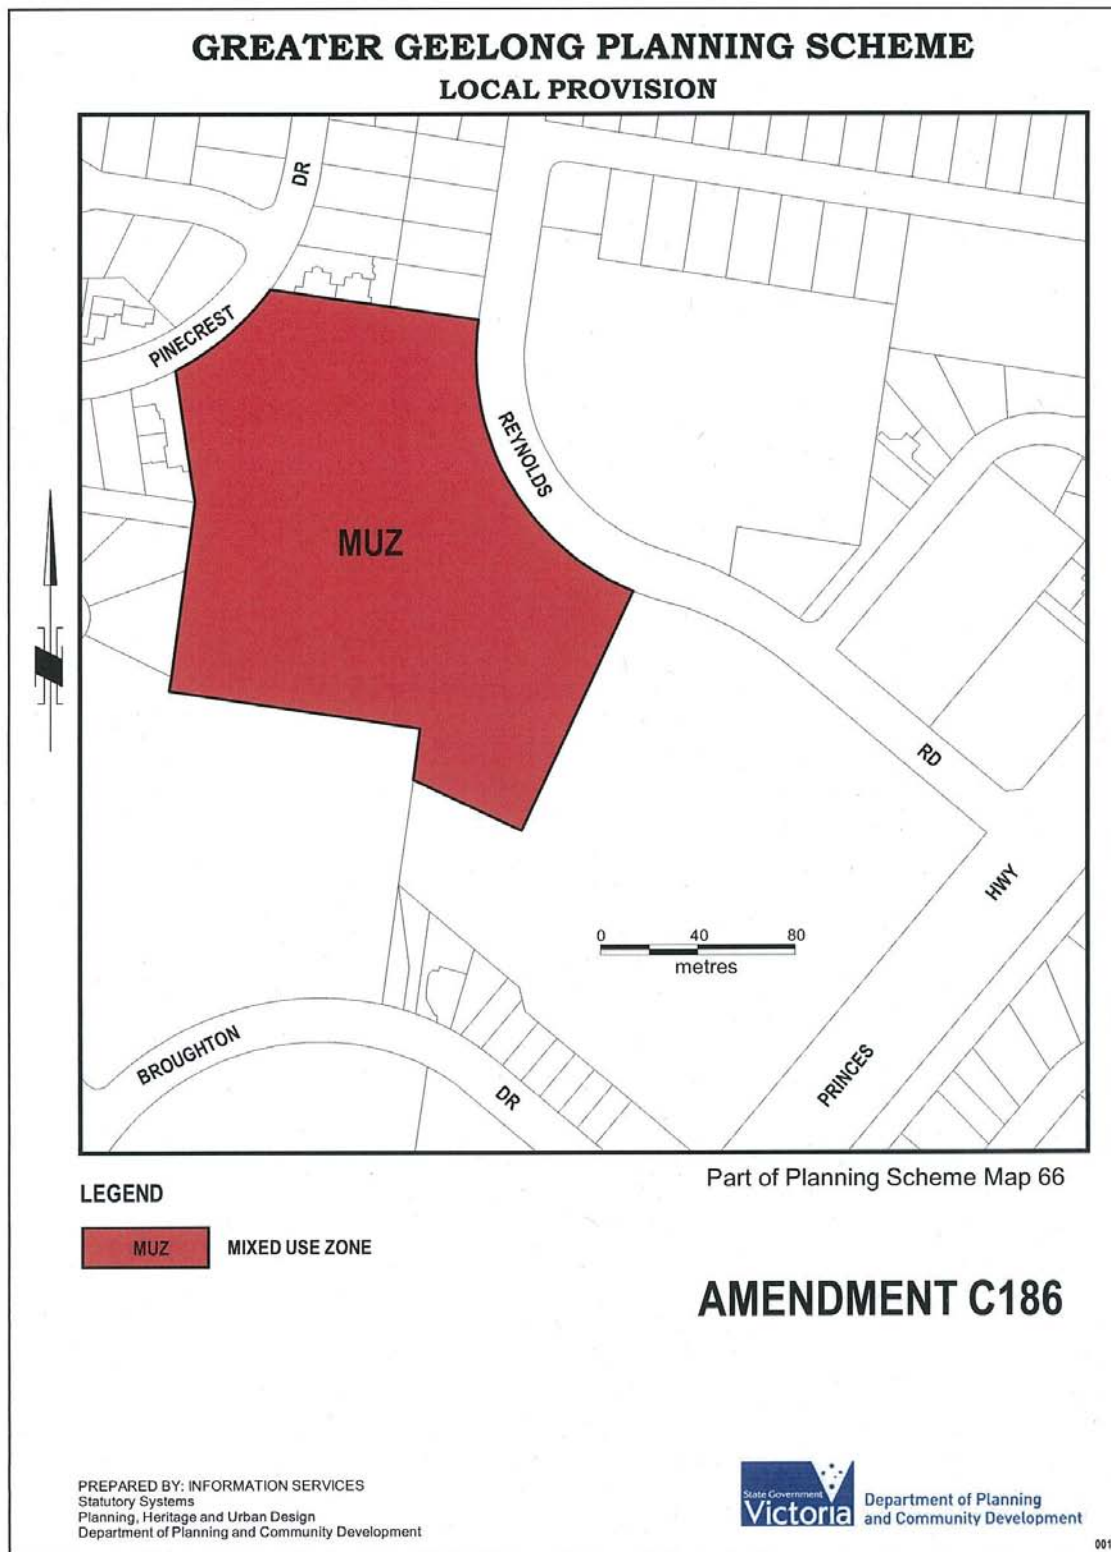 GREATER GEELONG PLANNING SCHEME
LOCAL PROVISION
DR
PINECREST
REYNOLDS
MUZ
RD
HWY
0 40 80
metres
PRINCES
BROUGHTON
DR
Part of Planning Scheme Map 66
LEGEND
MUZ MIXED USE ZONE
AMENDMENT C186
PREPARED BY: INFORMATION SERVICES
Statutory Systems
Planning, Heritage and Urban Design
Department of Planning and Community Development
State Government
Victoria
Department of Planning
and Community Development
001